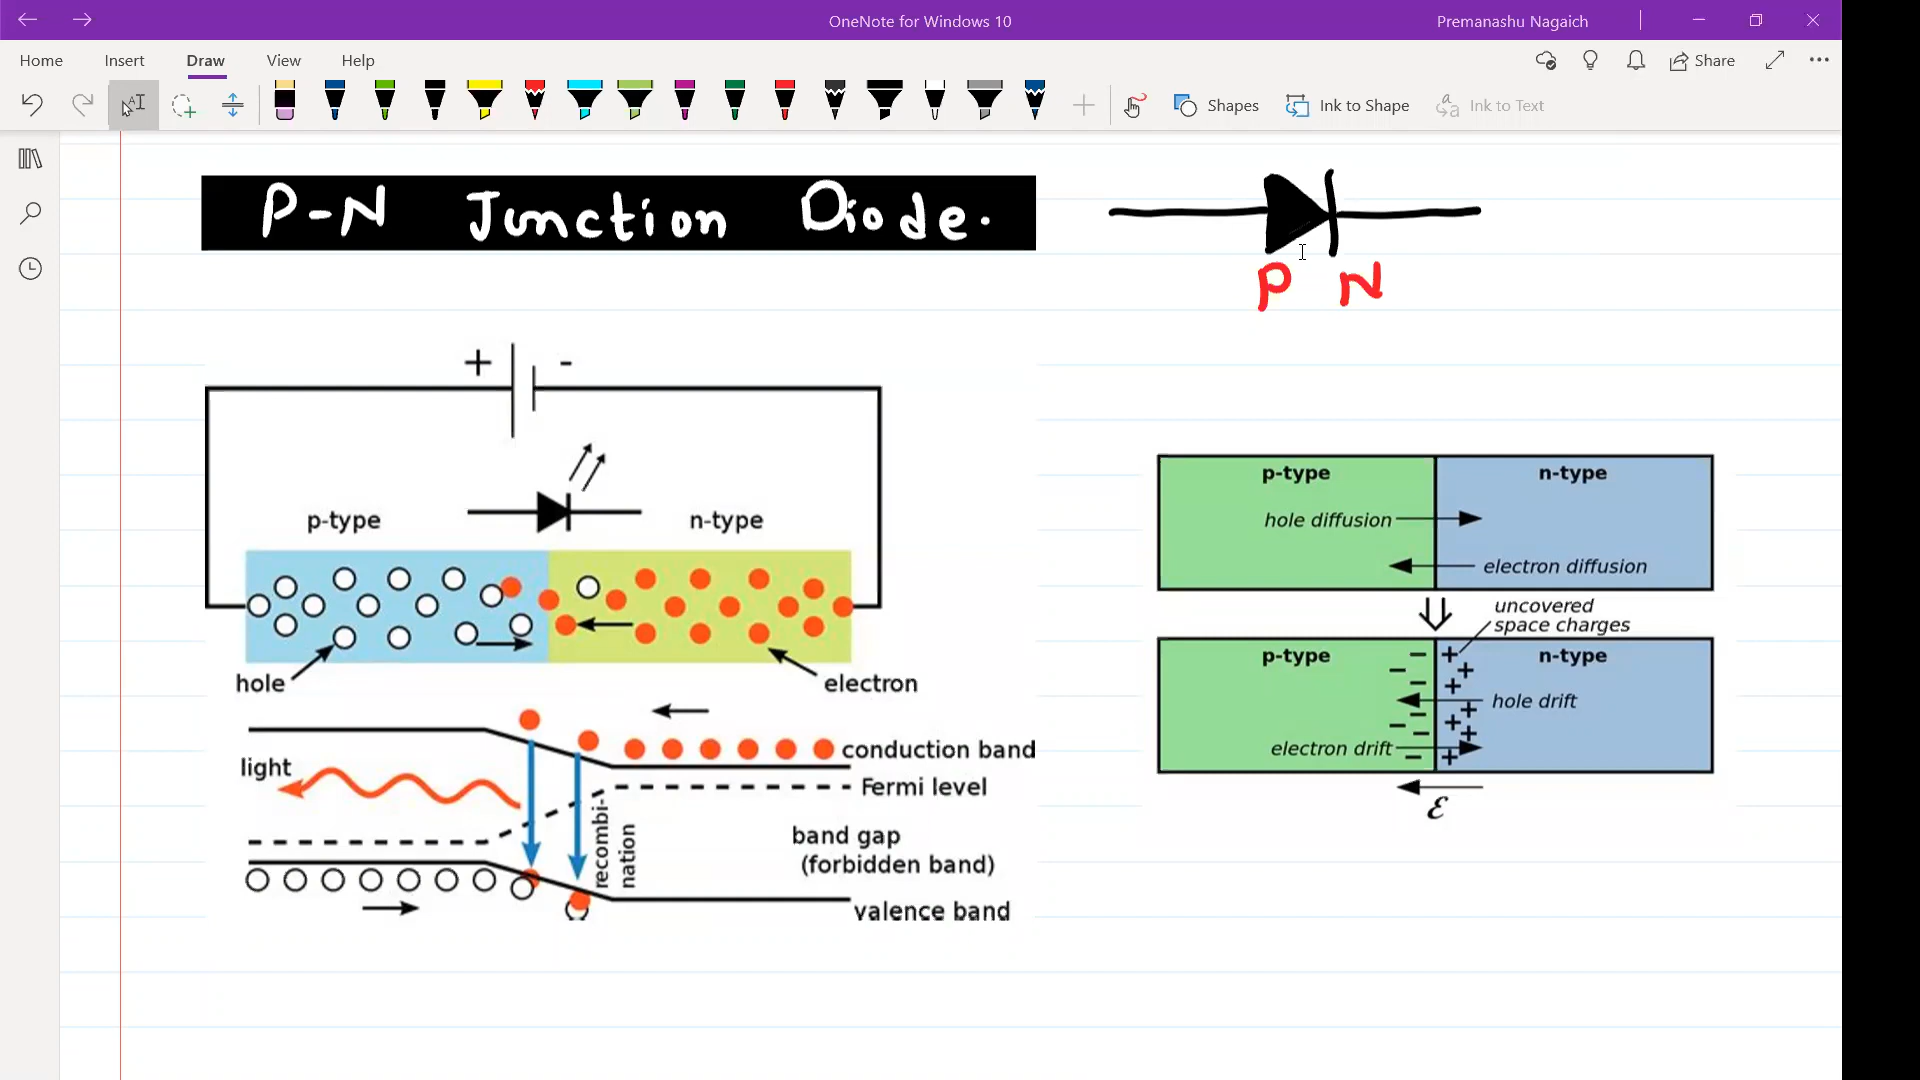 OneNote for Windows 10
Premanashu Nagaich
Home Insert Draw View Help
Share
Shapes
Ink to Shape
Ink to Text
P-N Junction Diode.
P N
+ -
p-type
n-type
hole
electron
conduction band
light
Fermi level
recombi-
nation
band gap
(forbidden band)
valence band
p-type
n-type
hole diffusion
electron diffusion
uncovered
space charges
p-type
n-type
hole drift
electron drift
ℰ